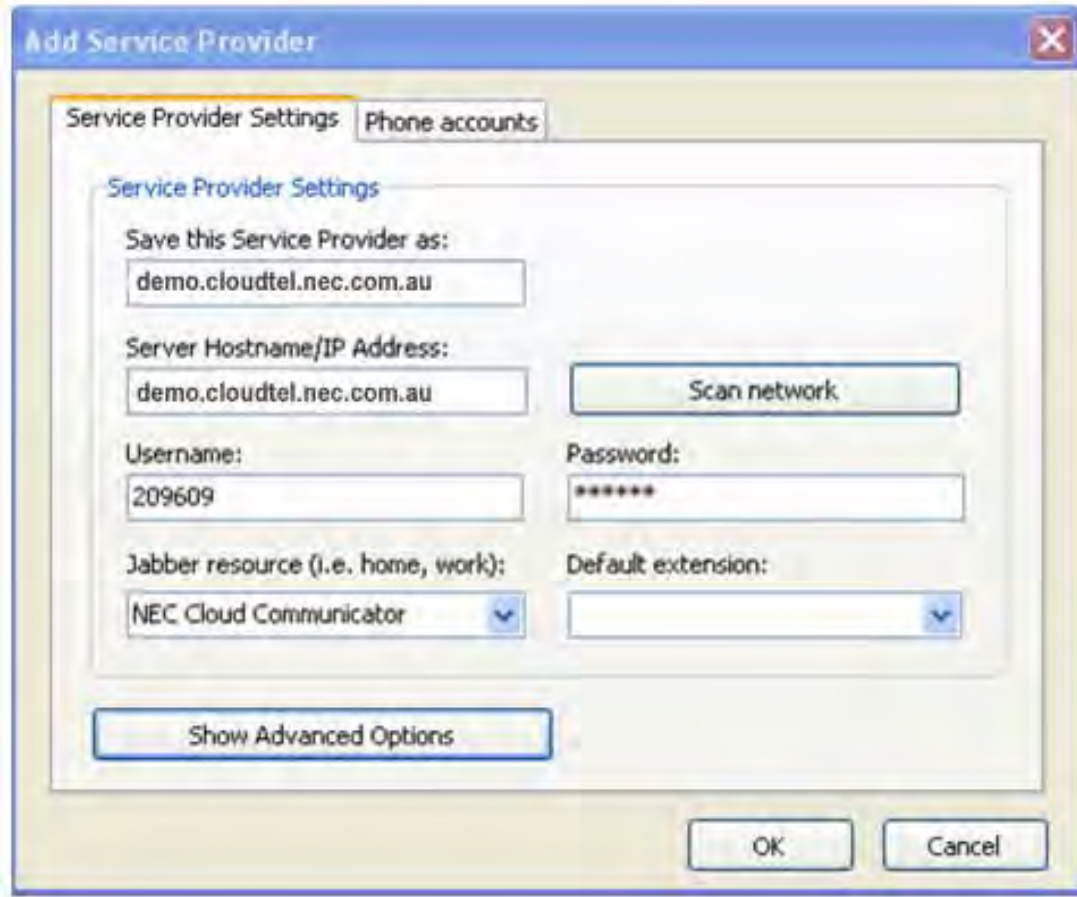 Add Service Provider
Service Provider Settings Phone accounts
Service Provider Settings
Save this Service Provider as:
demo.cloudtel.nec.com.au
Server Hostname/IP Address:
demo.cloudtel.nec.com.au Scan network
Username: Password:
209609 ******
Jabber resource (i.e. home, work): Default extension:
NEC Cloud Communicator
Show Advanced Options
OK Cancel